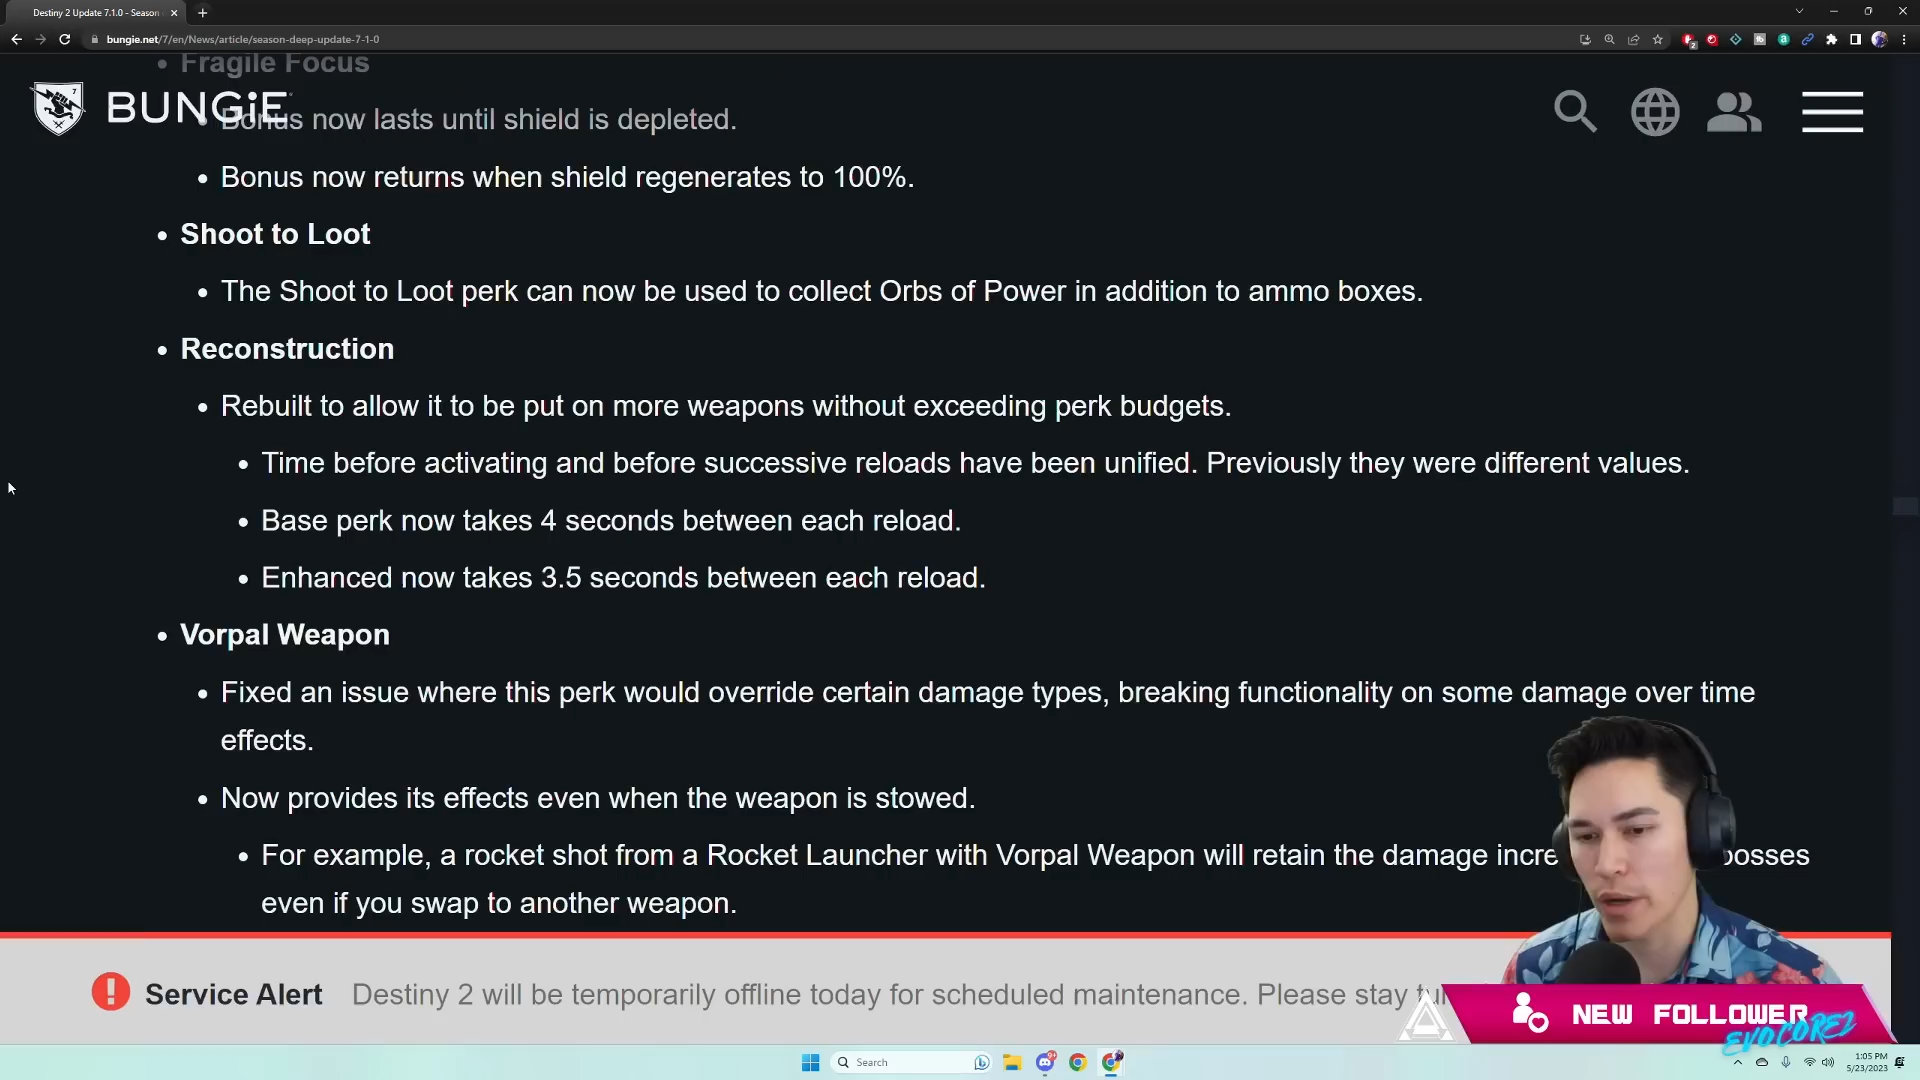 Destiny 2 Update 7.1.0 - Season
bungie.net/7/en/News/article/season-deep-update-7-1-0
Fragile Focus
BUNGiE
Bonus now lasts until shield is depleted.
Bonus now returns when shield regenerates to 100%.
Shoot to Loot
The Shoot to Loot perk can now be used to collect Orbs of Power in addition to ammo boxes.
Reconstruction
Rebuilt to allow it to be put on more weapons without exceeding perk budgets.
Time before activating and before successive reloads have been unified. Previously they were different values.
Base perk now takes 4 seconds between each reload.
Enhanced now takes 3.5 seconds between each reload.
Vorpal Weapon
Fixed an issue where this perk would override certain damage types, breaking functionality on some damage over time
effects.
Now provides its effects even when the weapon is stowed.
For example, a rocket shot from a Rocket Launcher with Vorpal Weapon will retain the damage incre bosses
even if you swap to another weapon.
Service Alert Destiny 2 will be temporarily offline today for scheduled maintenance. Please stay
NEW FOLLOWER
EVOCOREZ
Search
1:05 PM
5/23/2023